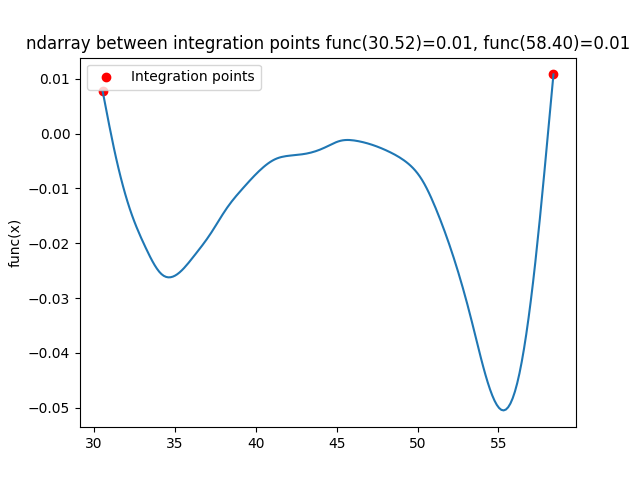 ndarray between integration points func(30.52)=0.01, func(58.40)=0.01
Integration points
func(x)
0.01
0.00
−0.01
−0.02
−0.03
−0.04
−0.05
30 35 40 45 50 55